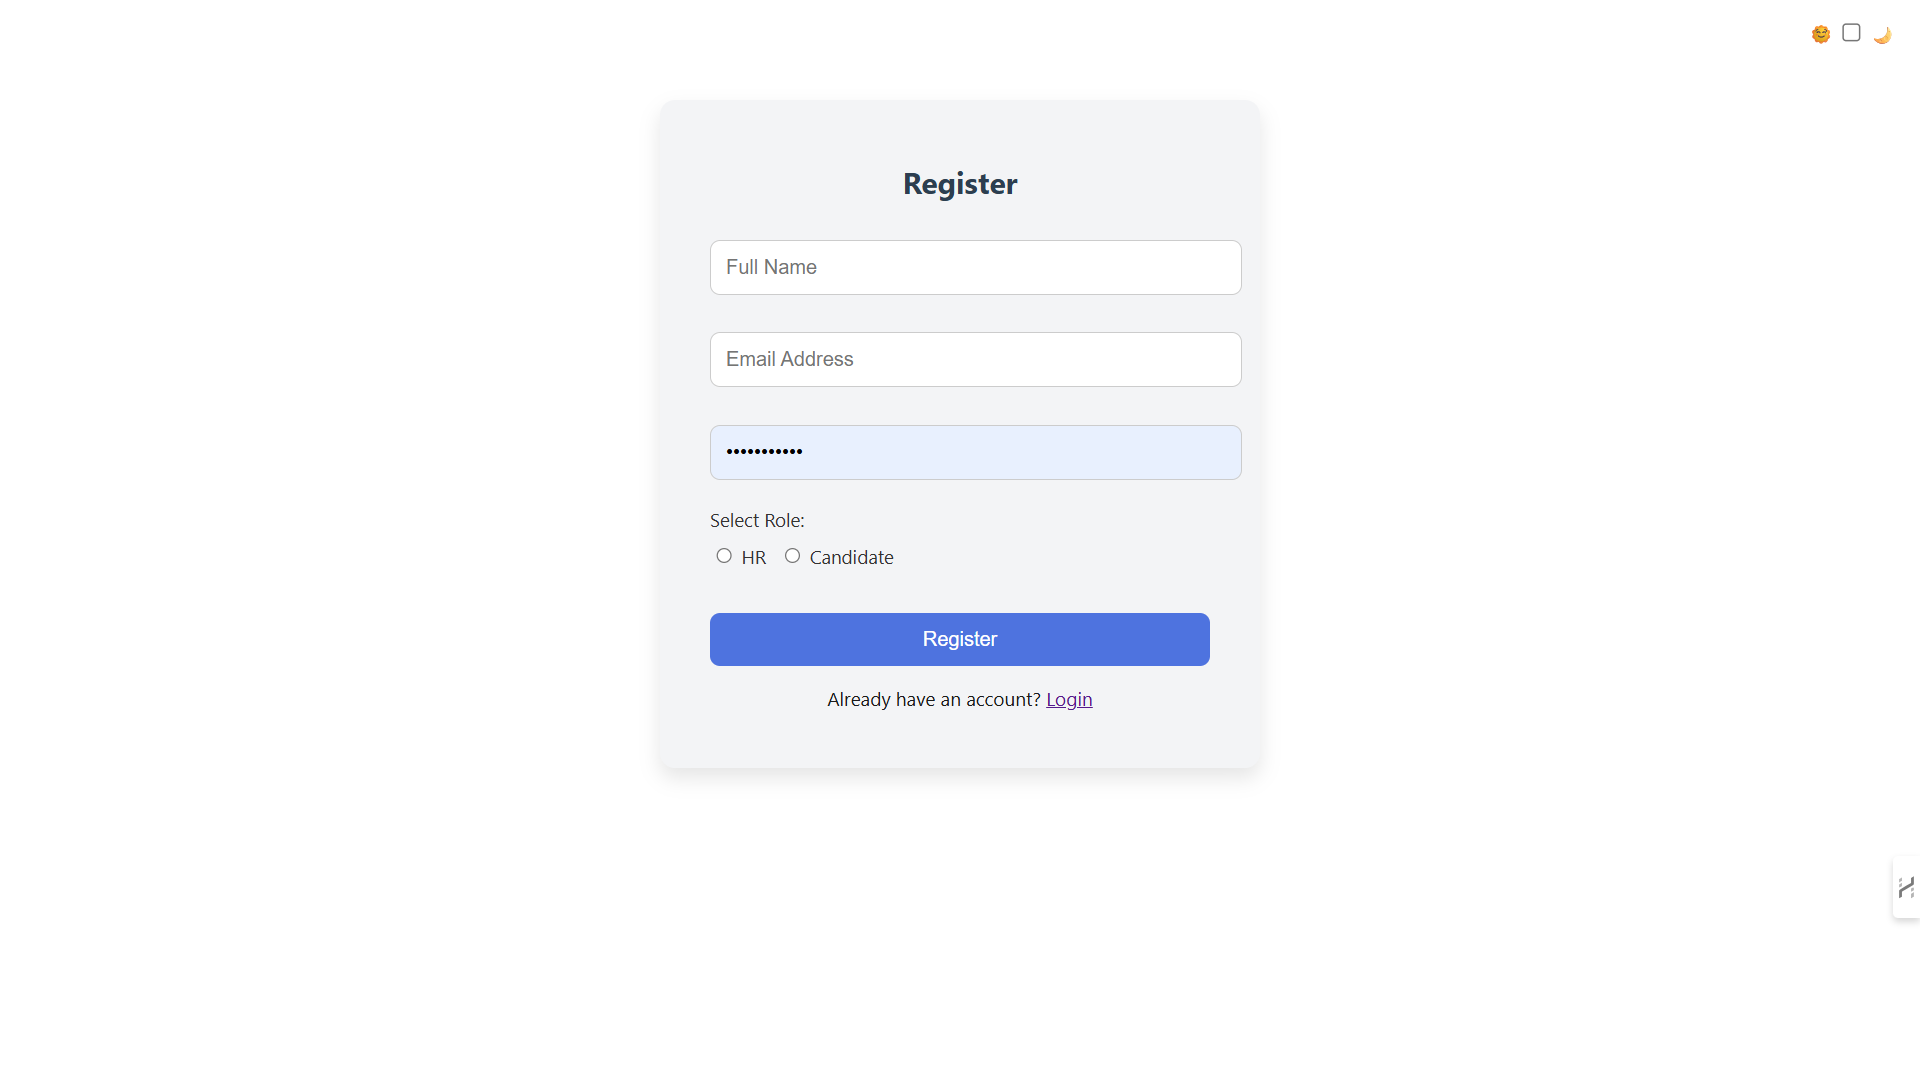 Register
Full Name
Email Address
•••••••••••
Select Role:
HR Candidate
Register
Already have an account? Login